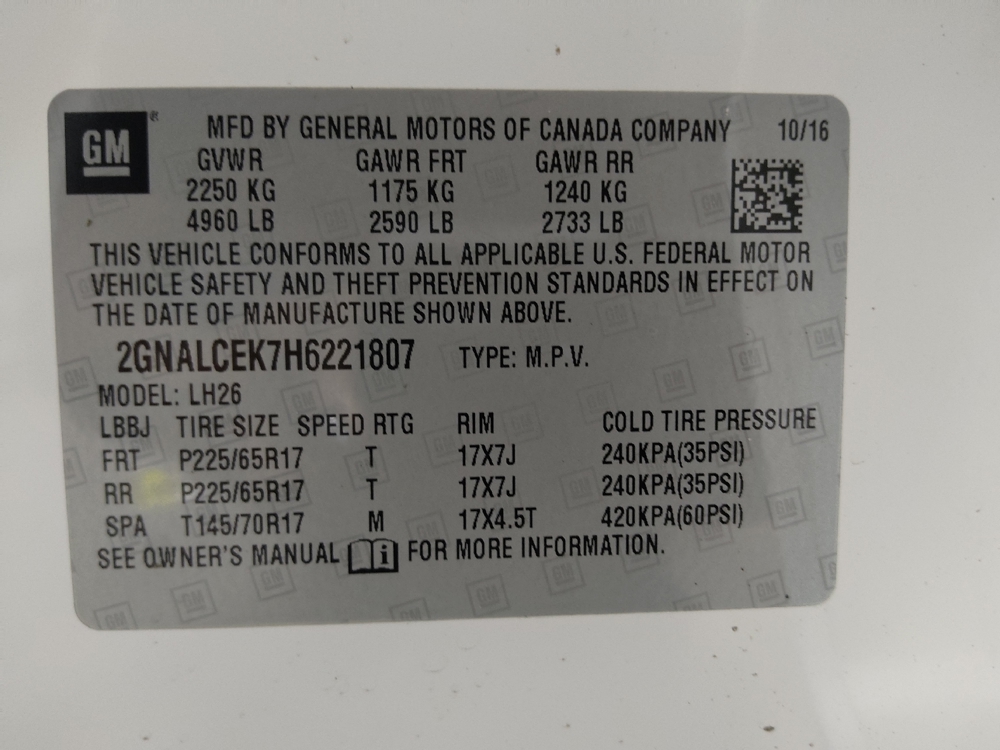 GM® MFD BY GENERAL MOTORS OF CANADA COMPANY 10/16
GVWR GAWR FRT GAWR RR
2250 KG 1175 KG 1240 KG
4960 LB 2590 LB 2733 LB
THIS VEHICLE CONFORMS TO ALL APPLICABLE U.S. FEDERAL MOTOR
VEHICLE SAFETY AND THEFT PREVENTION STANDARDS IN EFFECT ON
THE DATE OF MANUFACTURE SHOWN ABOVE.
2GNALCEK7H6221807 TYPE: M.P.V.
MODEL: LH26
LBBJ TIRE SIZE SPEED RTG RIM COLD TIRE PRESSURE
FRT P225/65R17 T 17X7J 240KPA(35PSI)
RR P225/65R17 T 17X7J 240KPA(35PSI)
SPA T145/70R17 M 17X4.5T 420KPA(60PSI)
SEE OWNER'S MANUAL i FOR MORE INFORMATION.